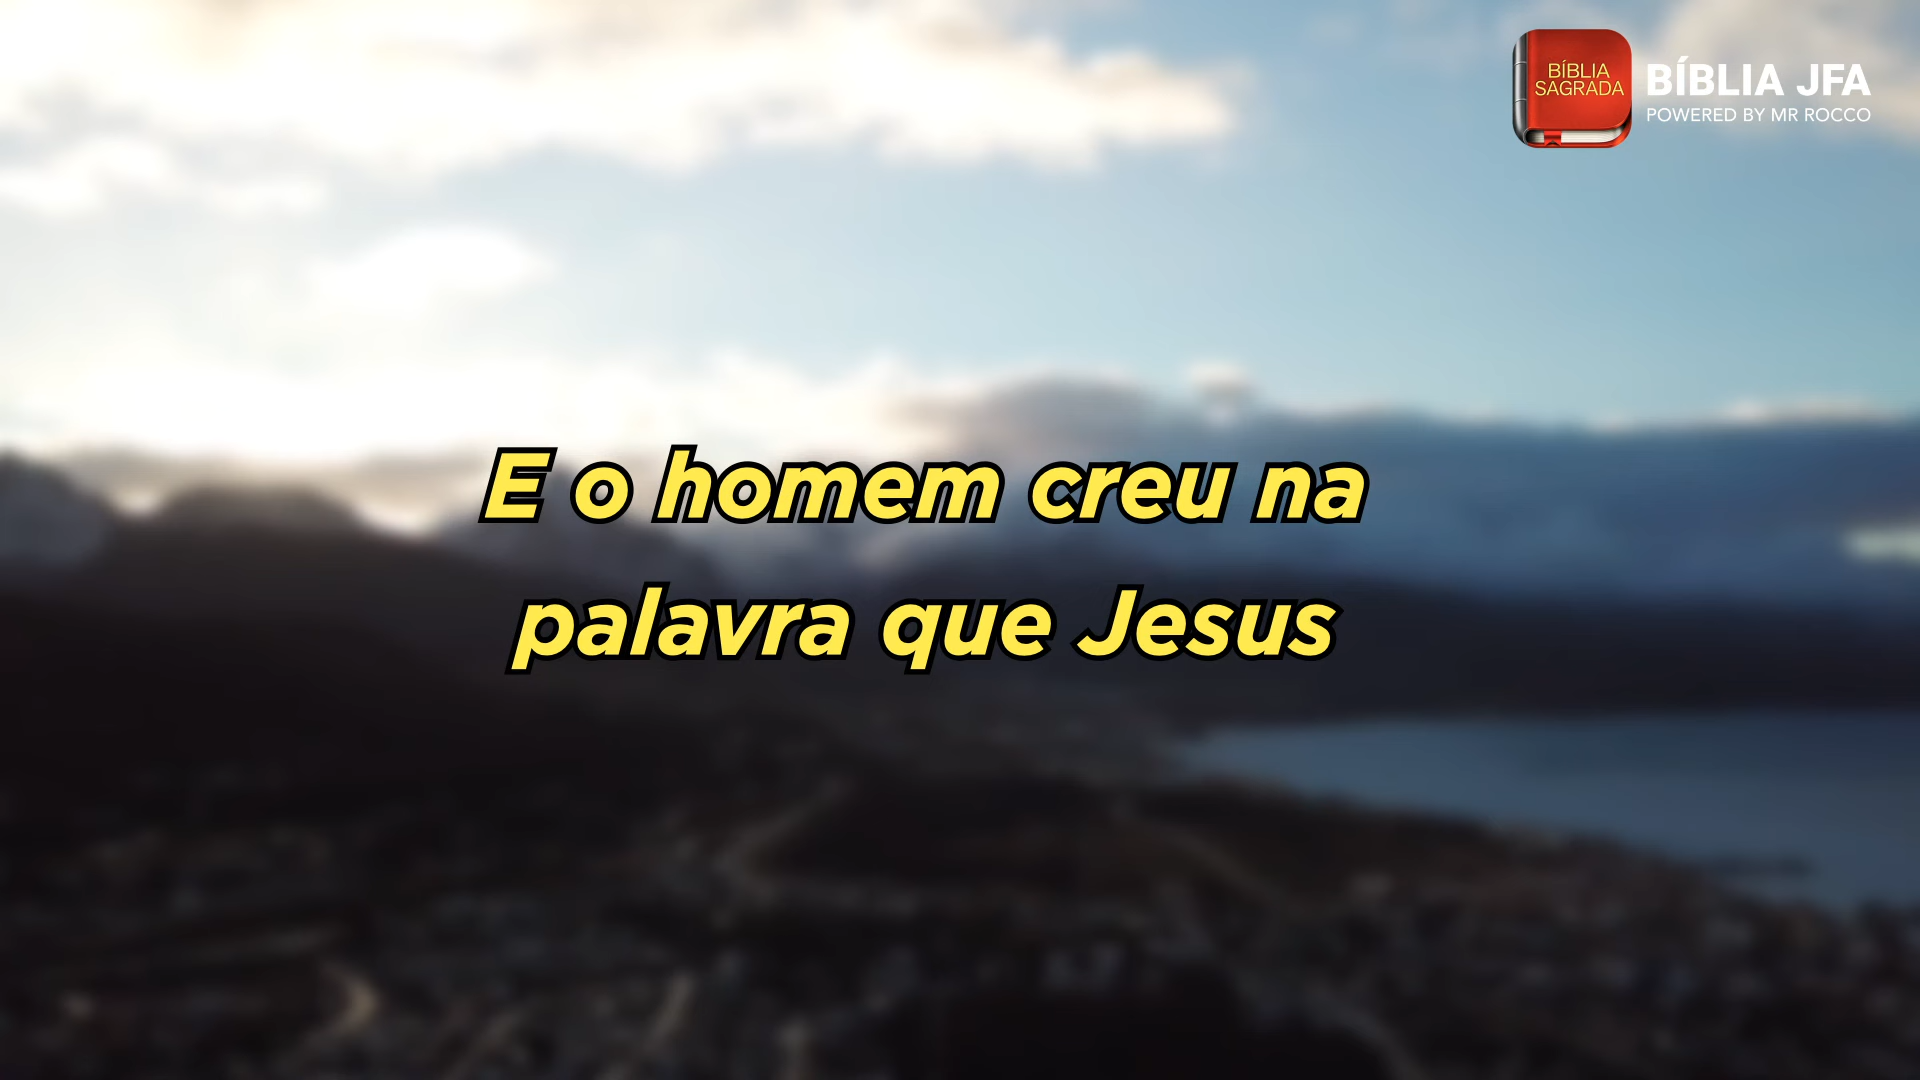 BÍBLIA
SAGRADA
BÍBLIA JFA
POWERED BY MR ROCCO
E o homem creu na
palavra que Jesus